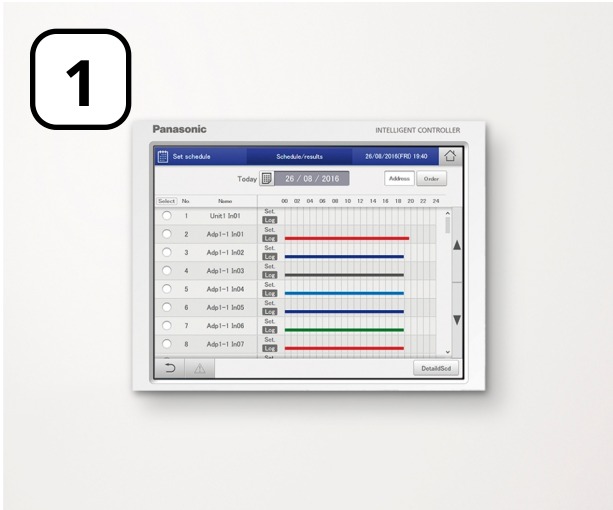 1
Panasonic INTELLIGENT CONTROLLER
Set schedule Schedule/results 26/08/2016(FRI) 19:40
Today 26 / 08 / 2016 Address Order
Select No. Name 00 02 04 06 08 10 12 14 16 18 20 22 24
1 Unit1 In01 Set. Log
2 Adp1-1 In01 Set. Log
3 Adp1-1 In02 Set. Log
4 Adp1-1 In03 Set. Log
5 Adp1-1 In04 Set. Log
6 Adp1-1 In05 Set. Log
7 Adp1-1 In06 Set. Log
8 Adp1-1 In07 Set. Log
DetaildScd